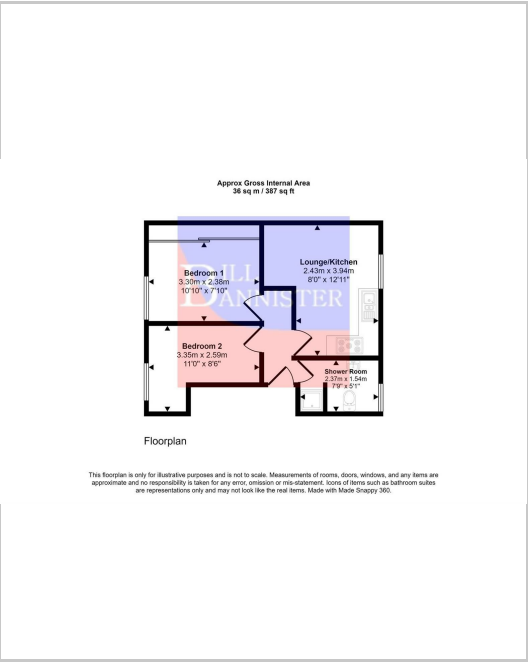 Approx Gross Internal Area
36 sq m / 387 sq ft
Bedroom 1
3.30m x 2.38m
10'10" x 7'10"
Lounge/Kitchen
2.43m x 3.94m
8'0" x 12'11"
DILL
BANNISTER
Bedroom 2
3.35m x 2.59m
11'0" x 8'6"
Shower Room
2.37m x 1.54m
7'9" x 5'1"
Floorplan
This floorplan is only for illustrative purposes and is not to scale. Measurements of rooms, doors, windows, and any items are
approximate and no responsibility is taken for any error, omission or mis-statement. Icons of items such as bathroom suites
are representations only and may not look like the real items. Made with Made Snappy 360.